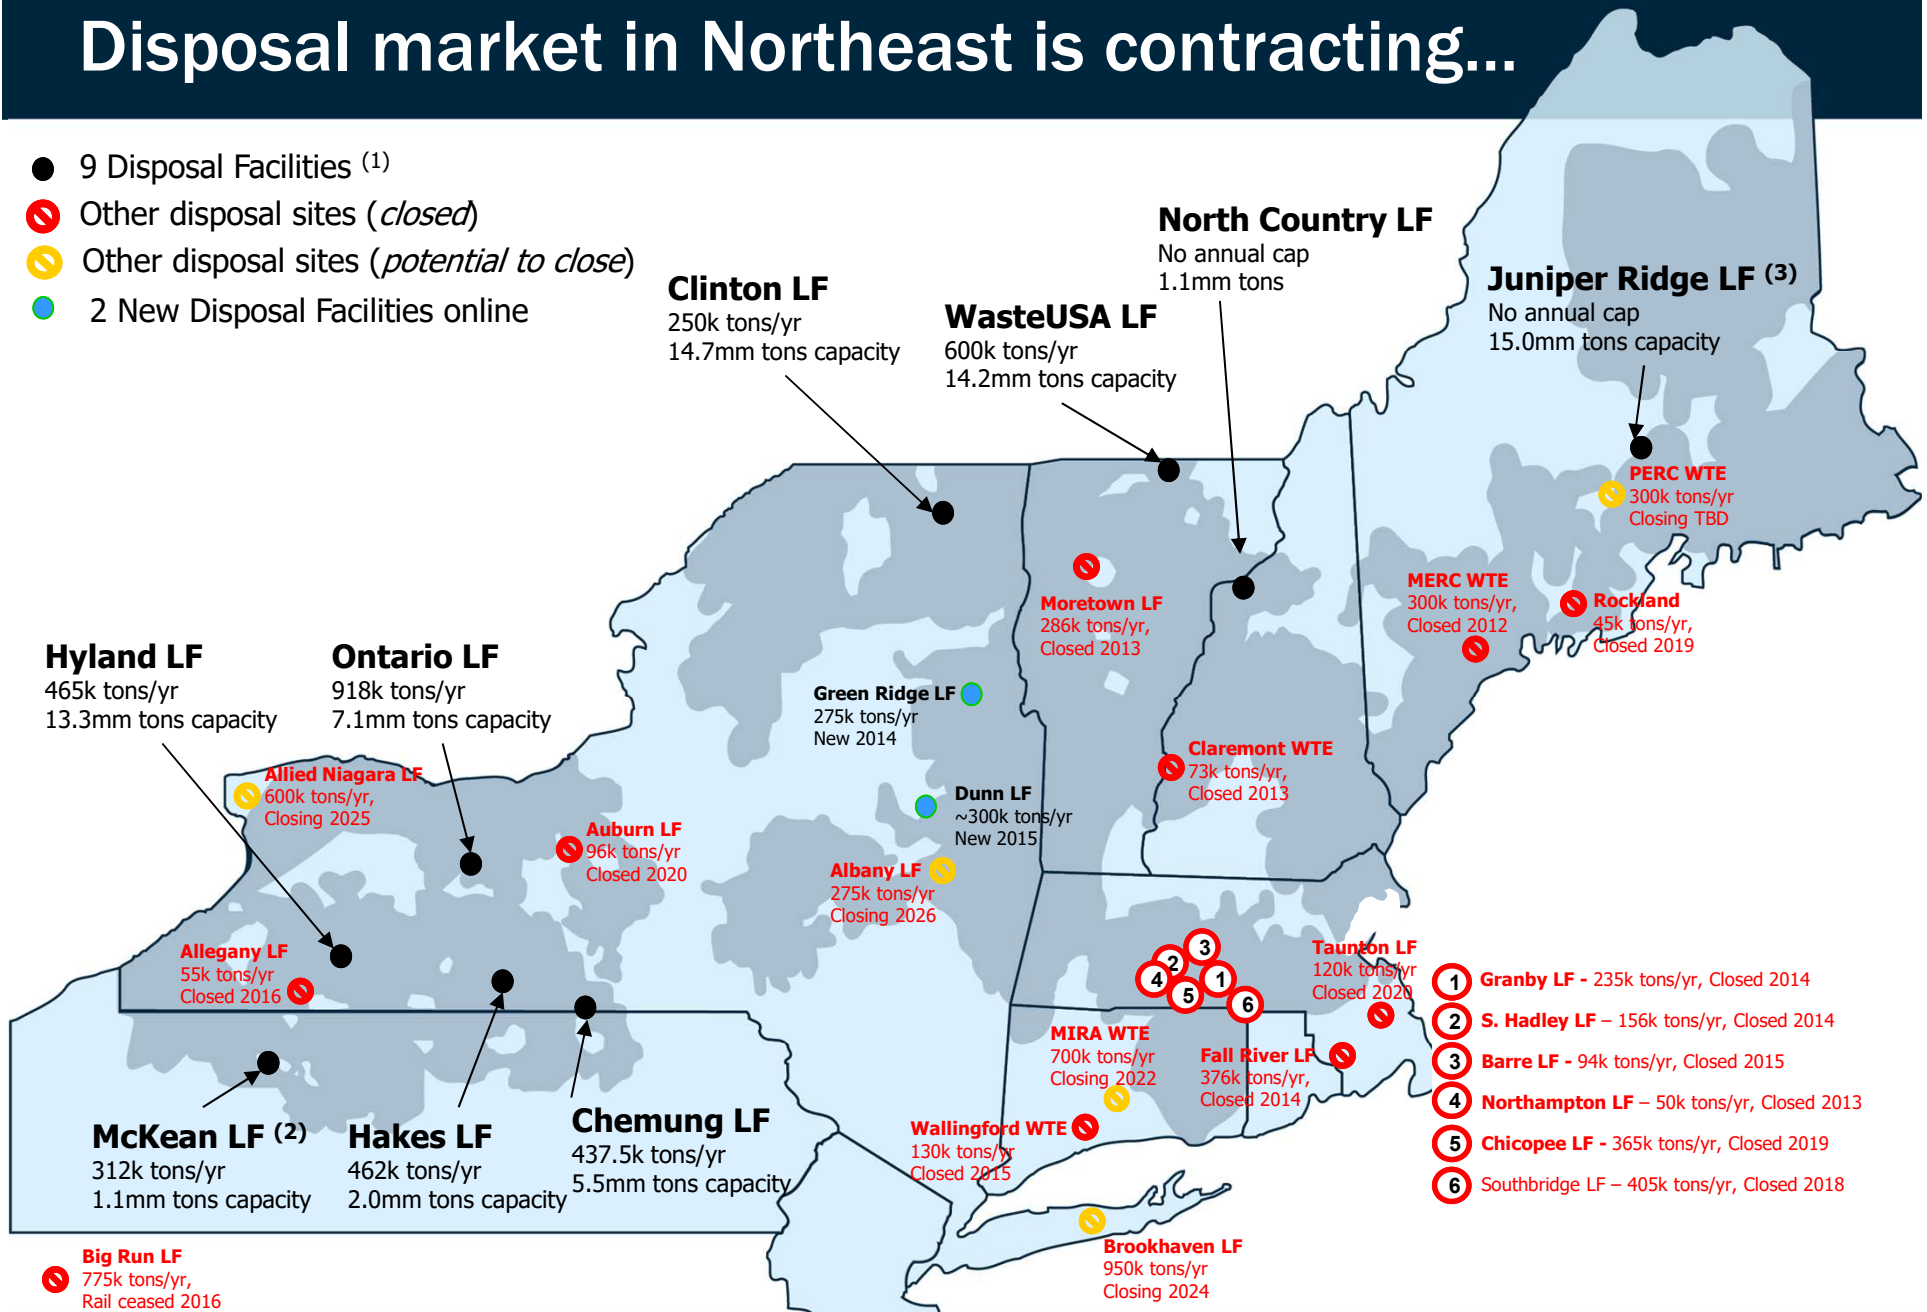 Disposal market in Northeast is contracting...
9 Disposal Facilities (1)
Other disposal sites (closed)
Other disposal sites (potential to close)
2 New Disposal Facilities online
North Country LF
No annual cap
1.1mm tons
Clinton LF
250k tons/yr
14.7mm tons capacity
WasteUSA LF
600k tons/yr
14.2mm tons capacity
Juniper Ridge LF (3)
No annual cap
15.0mm tons capacity
PERC WTE
300k tons/yr
Closing TBD
MERC WTE
300k tons/yr,
Closed 2012
Rockland
45k tons/yr,
Closed 2019
Moretown LF
286k tons/yr,
Closed 2013
Hyland LF
465k tons/yr
13.3mm tons capacity
Ontario LF
918k tons/yr
7.1mm tons capacity
Green Ridge LF
275k tons/yr
New 2014
Claremont WTE
73k tons/yr,
Closed 2013
Allied Niagara LF
600k tons/yr,
Closing 2025
Dunn LF
~300k tons/yr
New 2015
Auburn LF
96k tons/yr
Closed 2020
Albany LF
275k tons/yr
Closing 2026
Allegany LF
55k tons/yr
Closed 2016
3
2
4
1
5
6
Taunton LF
120k tons/yr
Closed 2020
1 Granby LF - 235k tons/yr, Closed 2014
2 S. Hadley LF – 156k tons/yr, Closed 2014
3 Barre LF - 94k tons/yr, Closed 2015
4 Northampton LF – 50k tons/yr, Closed 2013
5 Chicopee LF - 365k tons/yr, Closed 2019
6 Southbridge LF – 405k tons/yr, Closed 2018
MIRA WTE
700k tons/yr
Closing 2022
Fall River LF
376k tons/yr,
Closed 2014
Wallingford WTE
130k tons/yr
Closed 2015
McKean LF (2)
312k tons/yr
1.1mm tons capacity
Hakes LF
462k tons/yr
2.0mm tons capacity
Chemung LF
437.5k tons/yr
5.5mm tons capacity
Big Run LF
775k tons/yr,
Rail ceased 2016
Brookhaven LF
950k tons/yr
Closing 2024